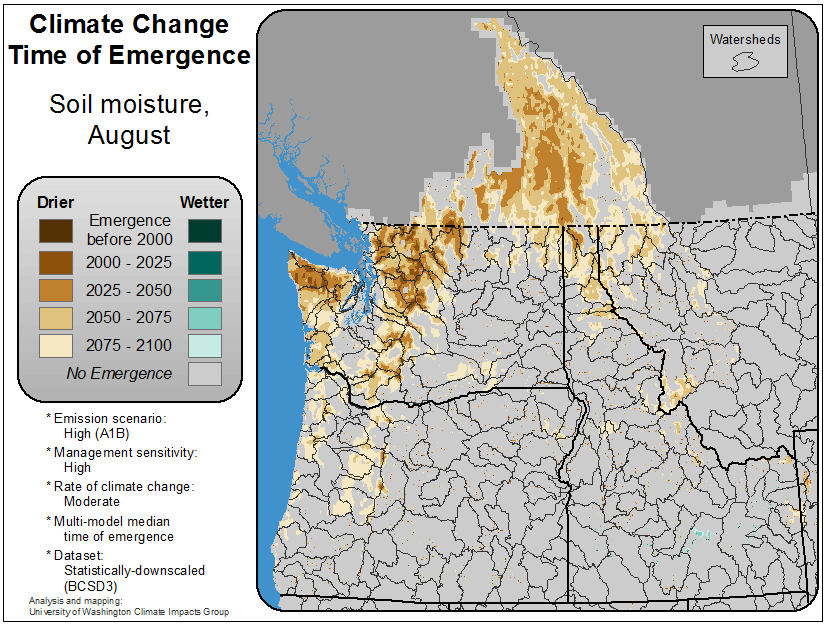 Climate Change
Time of Emergence
Soil moisture,
August
Drier
Wetter
Emergence
before 2000
2000 - 2025
2025 - 2050
2050 - 2075
2075 - 2100
No Emergence
* Emission scenario:
High (A1B)
* Management sensitivity:
High
* Rate of climate change:
Moderate
* Multi-model median
time of emergence
* Dataset:
Statistically-downscaled
(BCSD3)
Analysis and mapping:
University of Washington Climate Impacts Group
Watersheds